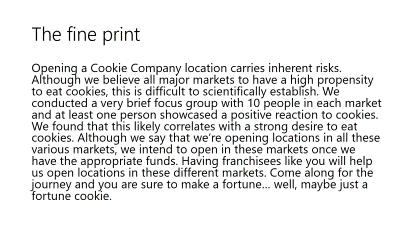 The fine print
Opening a Cookie Company location carries inherent risks.
Although we believe all major markets to have a high propensity
to eat cookies, this is difficult to scientifically establish. We
conducted a very brief focus group with 10 people in each market
and at least one person showcased a positive reaction to cookies.
We found that this likely correlates with a strong desire to eat
cookies. Although we say that we're opening locations in all these
various markets, we intend to open in these markets once we
have the appropriate funds. Having franchisees like you will help
us open locations in these different markets. Come along for the
journey and you are sure to make a fortune... well, maybe just a
fortune cookie.